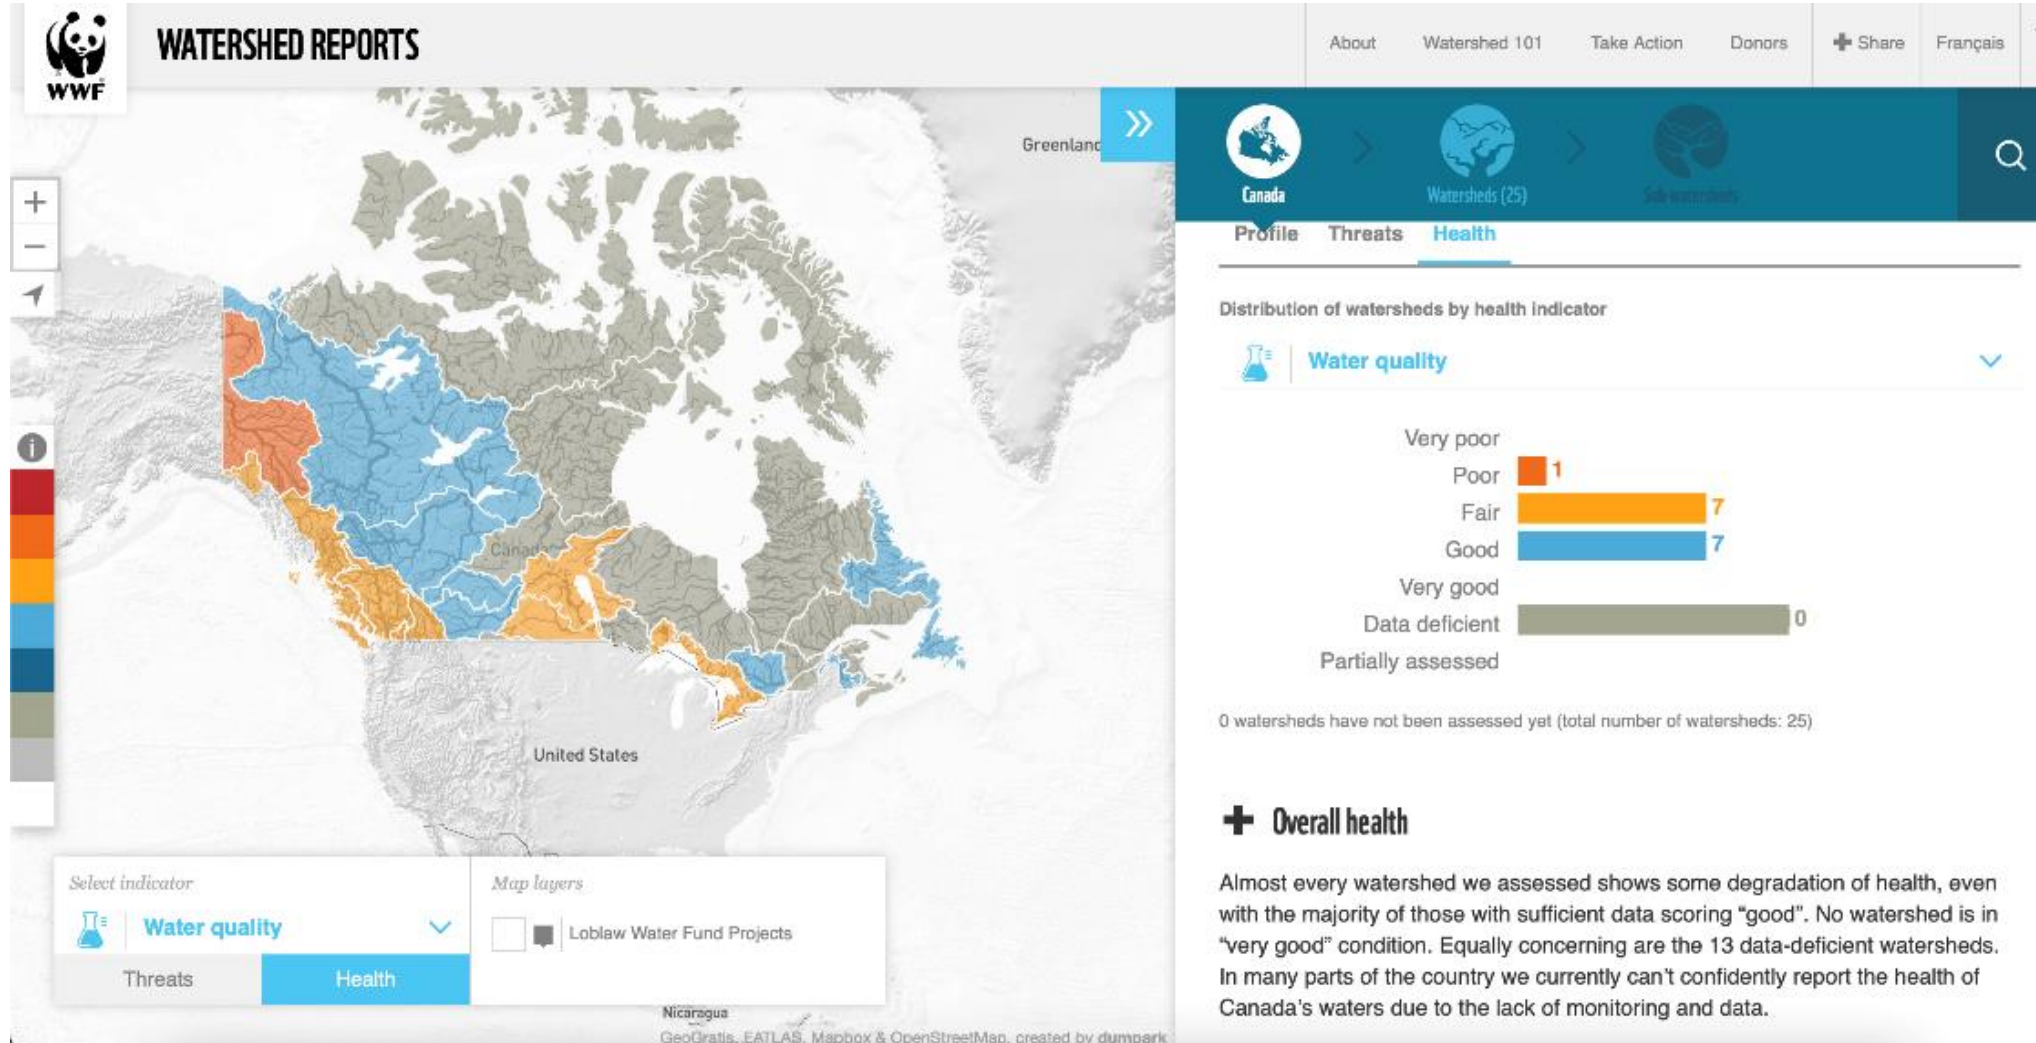 WWF
WATERSHED REPORTS
About
Watershed 101
Take Action
Donors
Share
Français
Greenland
Canada
United States
Nicaragua
GeoGratis, EATLAS, Mapbox & OpenStreetMap, created by dumpark
Select indicator
Water quality
Threats
Health
Map layers
Loblaw Water Fund Projects
Canada
Watersheds (25)
Sub-watersheds
Profile
Threats
Health
Distribution of watersheds by health indicator
Water quality
Very poor
Poor 1
Fair 7
Good 7
Very good
Data deficient 0
Partially assessed
0 watersheds have not been assessed yet (total number of watersheds: 25)
Overall health
Almost every watershed we assessed shows some degradation of health, even
with the majority of those with sufficient data scoring “good”. No watershed is in
“very good” condition. Equally concerning are the 13 data-deficient watersheds.
In many parts of the country we currently can’t confidently report the health of
Canada’s waters due to the lack of monitoring and data.